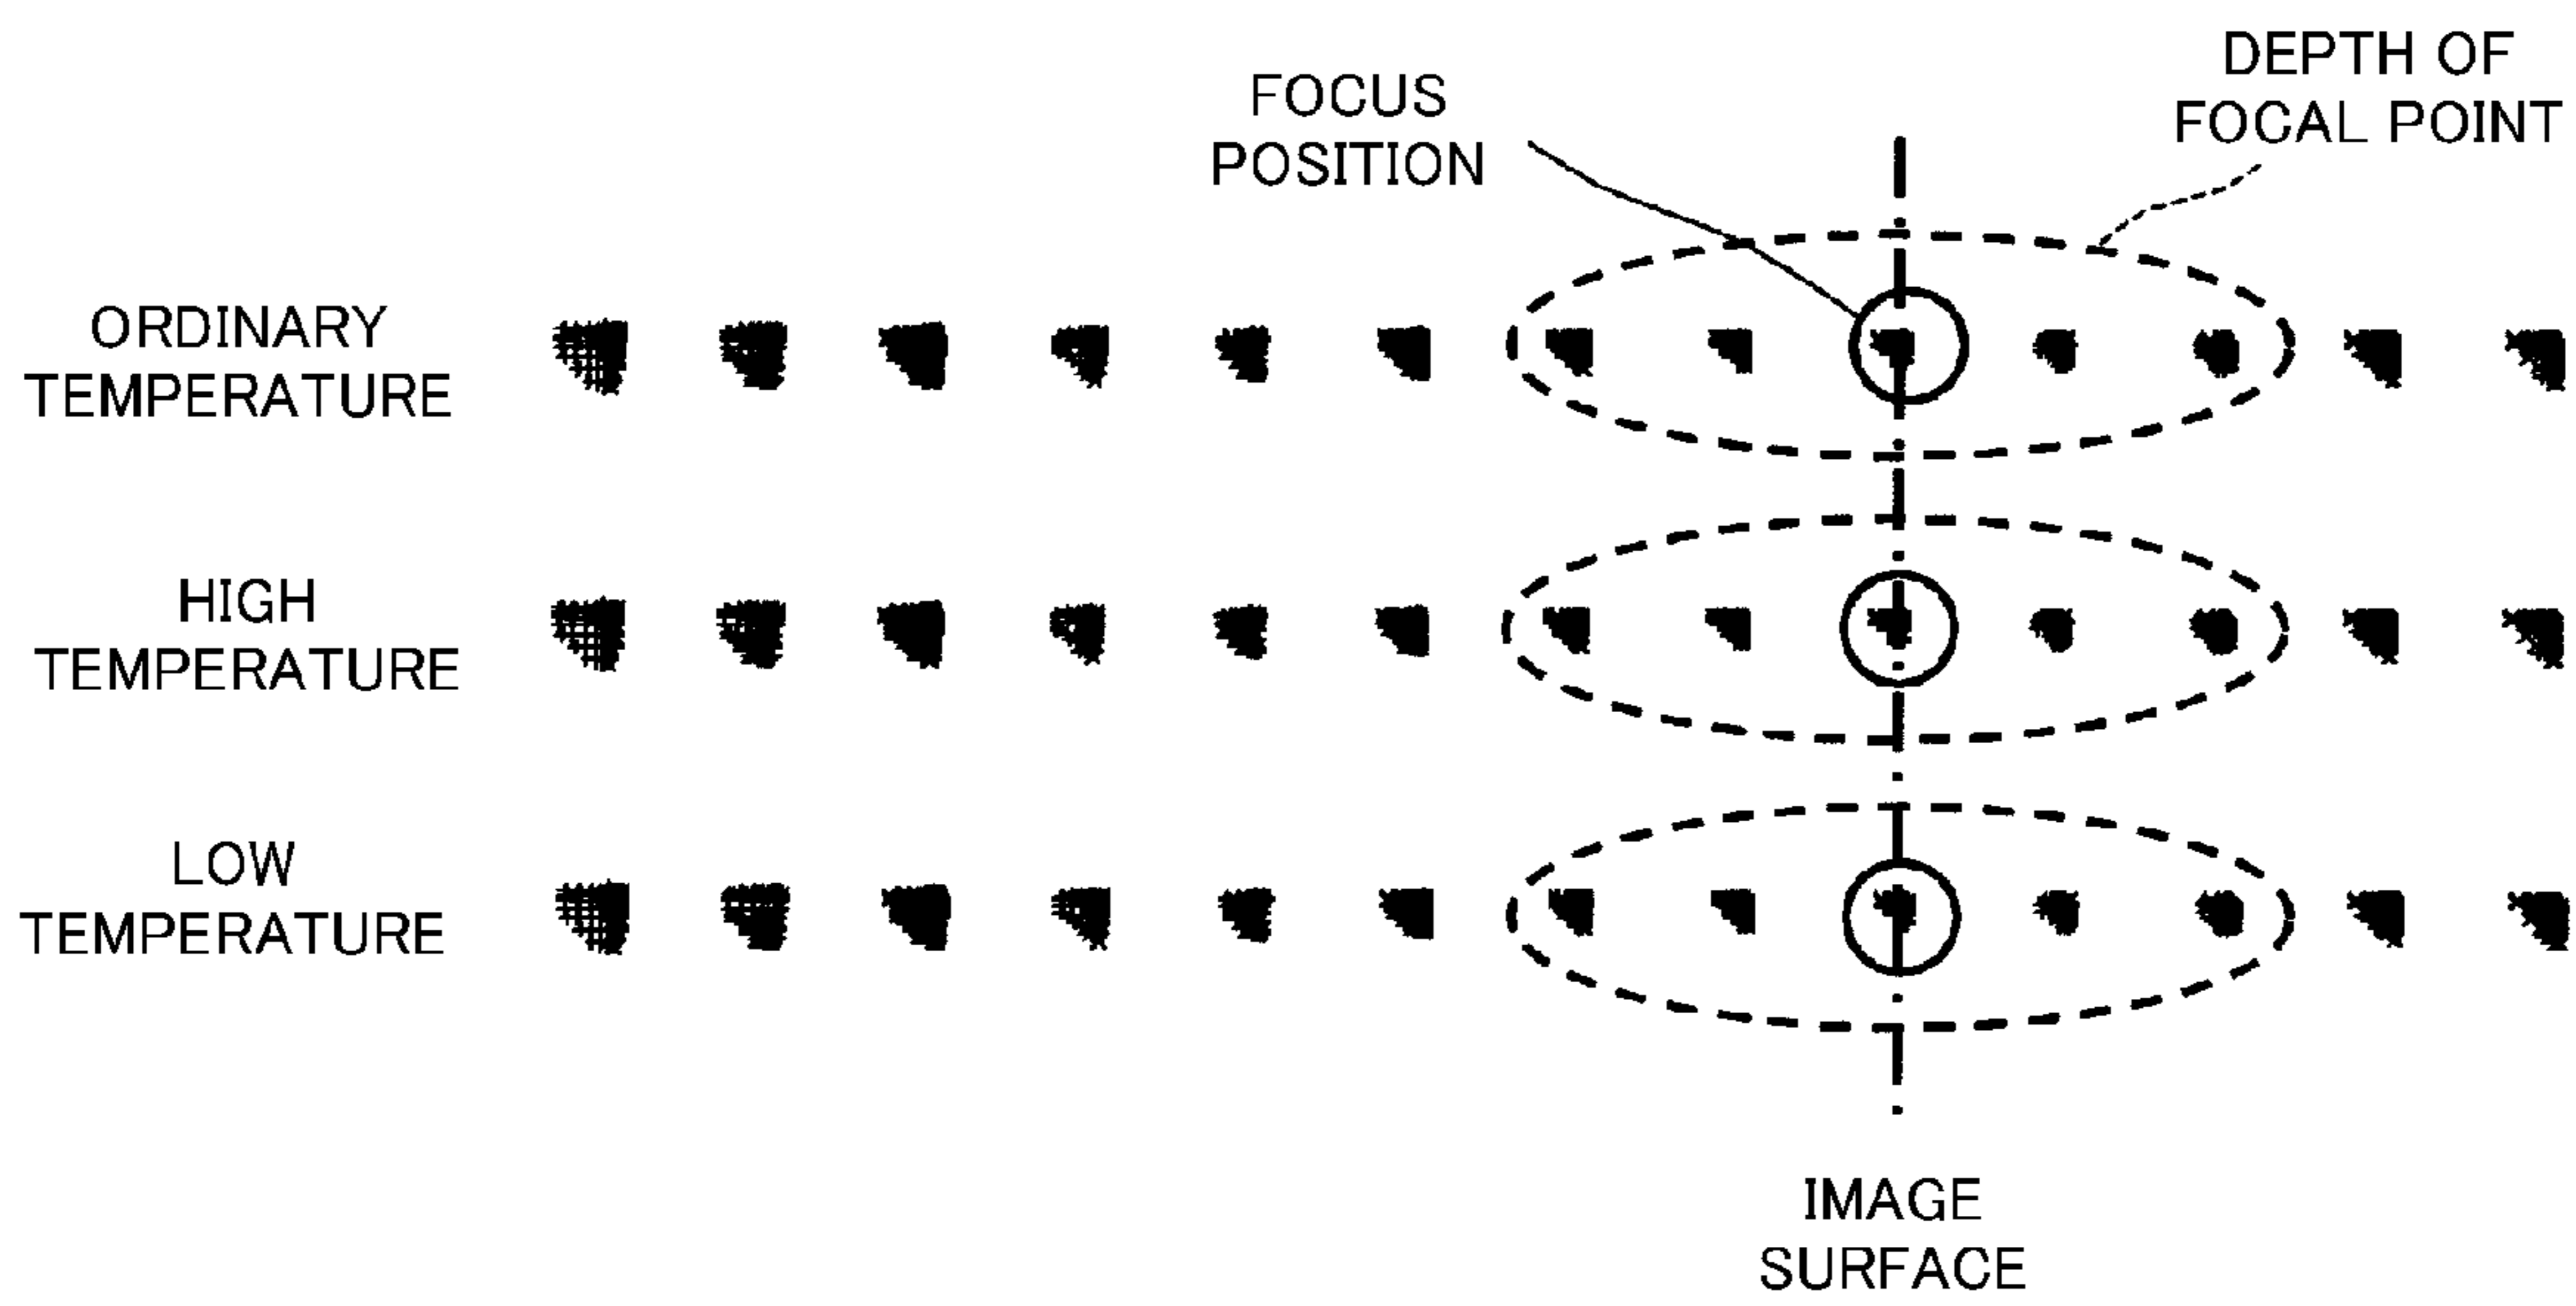 DEPTH OF
FOCAL POINT
FOCUS
POSITION
ORDINARY
TEMPERATURE
HIGH
TEMPERATURE
LOW
TEMPERATURE
IMAGE
SURFACE